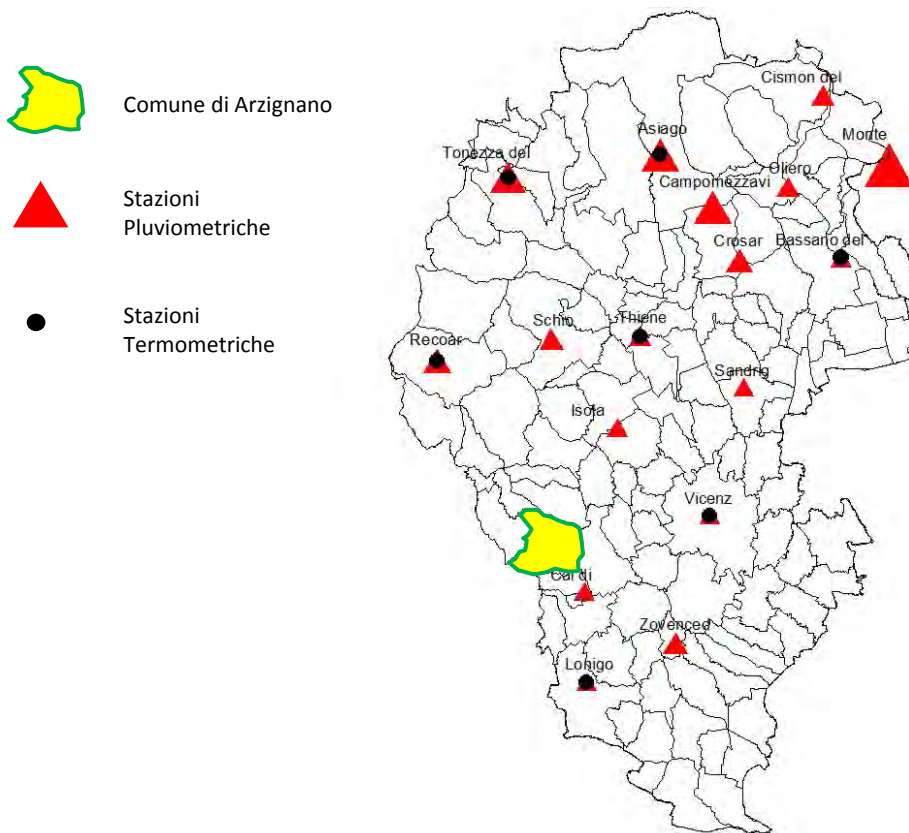 Comune di Arzignano
Stazioni
Pluviometriche
Stazioni
Termometriche
Cismon del
Monte
Asiago
Tonezza del
Oliero
Campomezzavi
Crosar
Bassano del
Schio
Thiene
Recoar
Sandrig
Isola
Vicenz
Zovenced
Lonigo